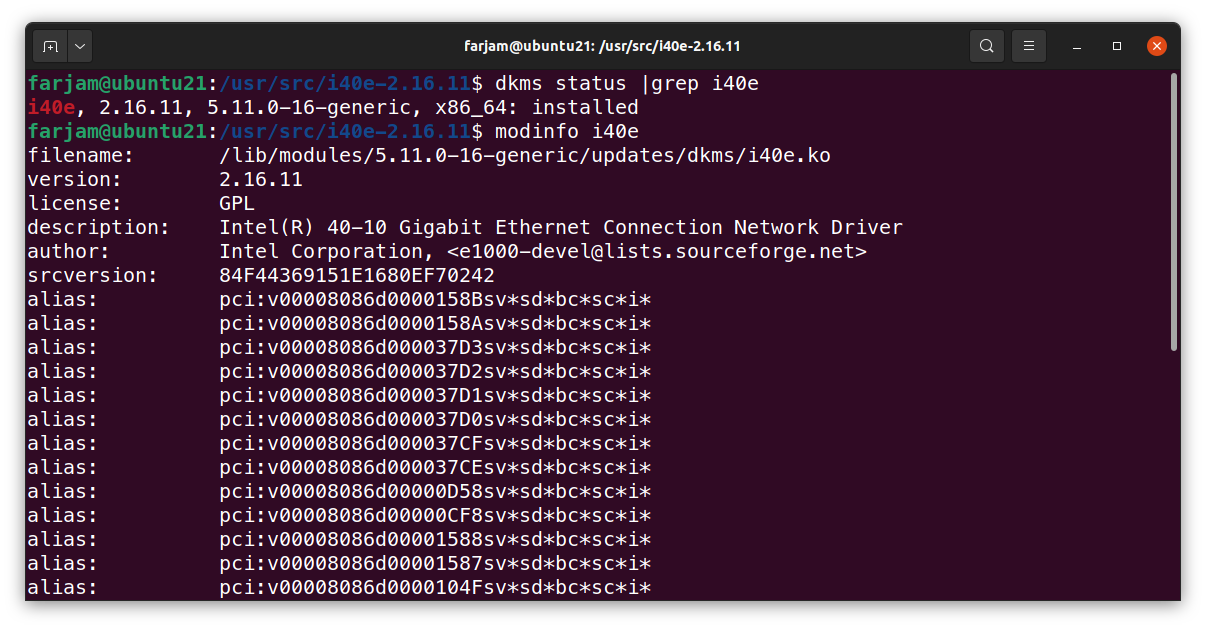 farjam@ubuntu21: /usr/src/i40e-2.16.11
farjam@ubuntu21:/usr/src/i40e-2.16.11$ dkms status |grep i40e
i40e, 2.16.11, 5.11.0-16-generic, x86_64: installed
farjam@ubuntu21:/usr/src/i40e-2.16.11$ modinfo i40e
filename:       /lib/modules/5.11.0-16-generic/updates/dkms/i40e.ko
version:        2.16.11
license:        GPL
description:    Intel(R) 40-10 Gigabit Ethernet Connection Network Driver
author:         Intel Corporation, <e1000-devel@lists.sourceforge.net>
srcversion:     84F44369151E1680EF70242
alias:          pci:v00008086d0000158Bsv*sd*bc*sc*i*
alias:          pci:v00008086d0000158Asv*sd*bc*sc*i*
alias:          pci:v00008086d000037D3sv*sd*bc*sc*i*
alias:          pci:v00008086d000037D2sv*sd*bc*sc*i*
alias:          pci:v00008086d000037D1sv*sd*bc*sc*i*
alias:          pci:v00008086d000037D0sv*sd*bc*sc*i*
alias:          pci:v00008086d000037CFsv*sd*bc*sc*i*
alias:          pci:v00008086d000037CEsv*sd*bc*sc*i*
alias:          pci:v00008086d00000D58sv*sd*bc*sc*i*
alias:          pci:v00008086d00000CF8sv*sd*bc*sc*i*
alias:          pci:v00008086d00001588sv*sd*bc*sc*i*
alias:          pci:v00008086d00001587sv*sd*bc*sc*i*
alias:          pci:v00008086d0000104Fsv*sd*bc*sc*i*